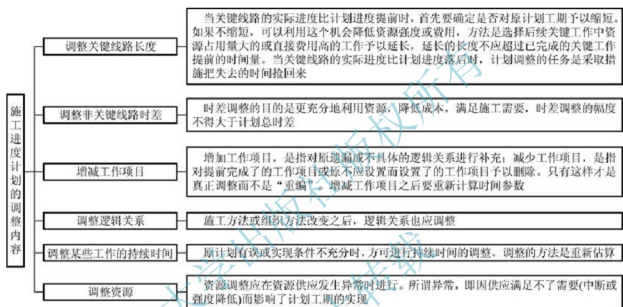 施工进度计划的调整内容
调整关键线路长度
当关键线路的实际进度比计划进度提前时,首先要确定是否对原计划工期予以缩短。
如果不缩短,可以利用这个机会降低资源强度或费用,方法是选择后续关键工作中资
源占用量大的或直接费用高的工作予以延长,延长的长度不应超过已完成的关键工作
提前的时间量。当关键线路的实际进度比计划进度落后时,计划调整的任务是采取措
施把失去的时间抢回来
调整非关键线路时差
时差调整的目的是更充分地利用资源,降低成本,满足施工需要,时差调整的幅度
不得大于计划总时差
增减工作项目
增加工作项目,是指对原遗漏或不具体的逻辑关系进行补充;减少工作项目,是指
对提前完成了的工作项目或原不应设置而设置了的工作项目予以删除。只有这样才是
真正调整而不是“重编”。增减工作项目之后要重新计算时间参数
调整逻辑关系
施工方法或组织方法改变之后,逻辑关系也应调整
调整某些工作的持续时间
原计划有误或实现条件不充分时,方可进行持续时间的调整。调整的方法是重新估算
调整资源
资源调整应在资源供应发生异常时进行。所谓异常,即因供应满足不了需要(中断或
强度降低)而影响了计划工期的实现